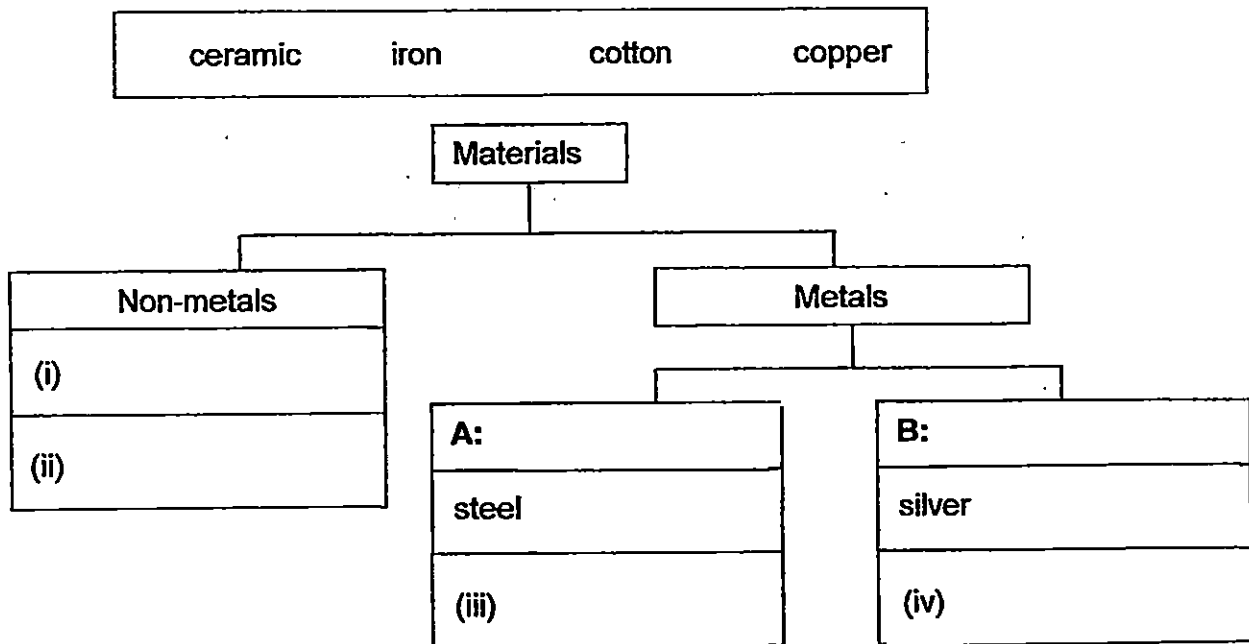 ceramic iron cotton copper
Materials
Non-metals
Metals
(i)
(ii)
A:
steel
(iii)
B:
silver
(iv)